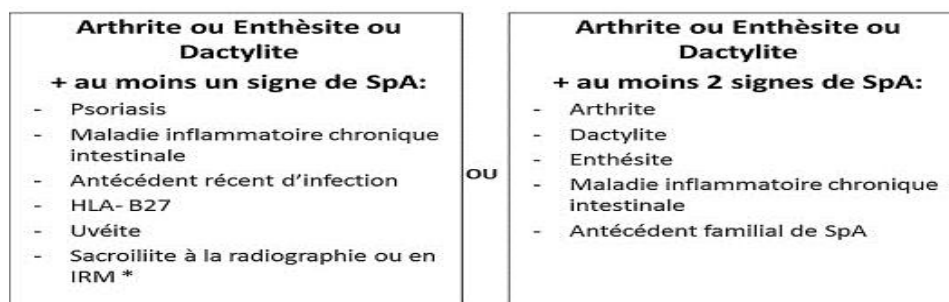 Arthrite ou Enthèsite ou
Dactylite
+ au moins un signe de SpA:
- Psoriasis
- Maladie inflammatoire chronique
intestinale
- Antécédent récent d'infection
- HLA- B27
- Uvéite
- Sacroiliite à la radiographie ou en
IRM *
OU
Arthrite ou Enthèsite ou
Dactylite
+ au moins 2 signes de SpA:
- Arthrite
- Dactylite
- Enthésite
- Maladie inflammatoire chronique
intestinale
- Antécédent familial de SpA